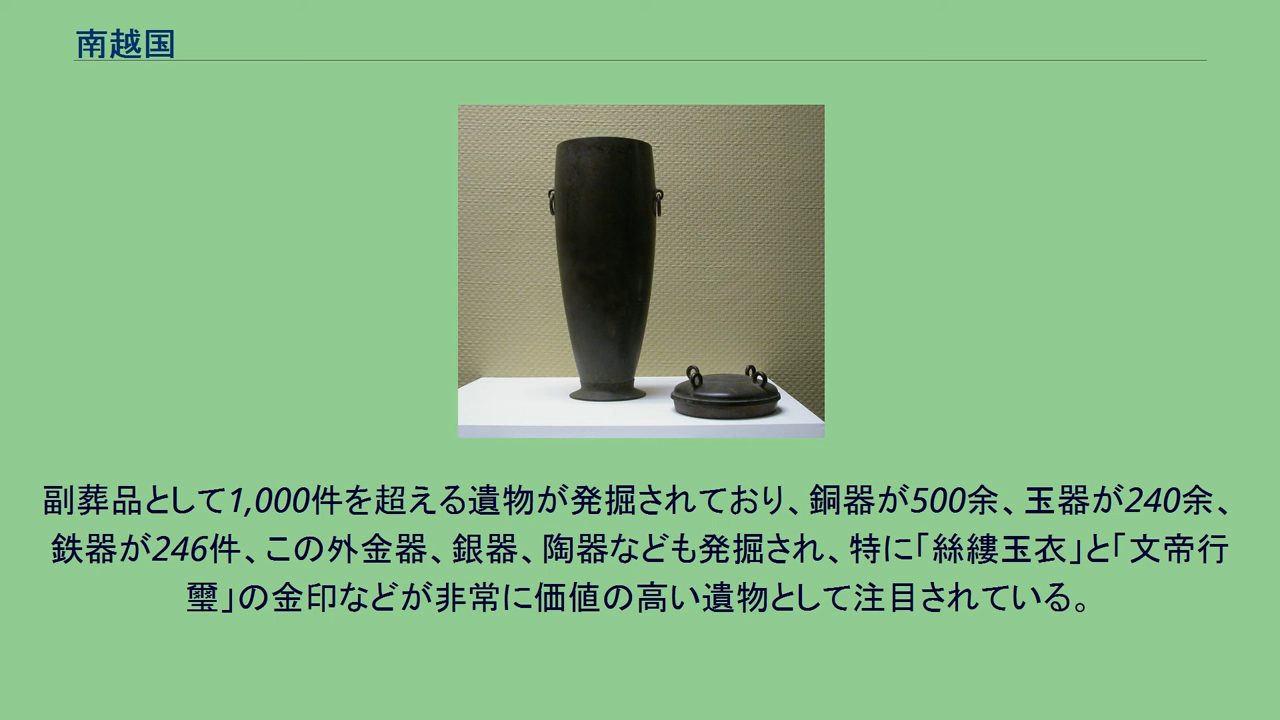 南越国
副葬品として1,000件を超える遺物が発掘されており、銅器が500余、玉器が240余、
鉄器が246件、この外金器、銀器、陶器なども発掘され、特に「絲縷玉衣」と「文帝行
璽」の金印などが非常に価値の高い遺物として注目されている。